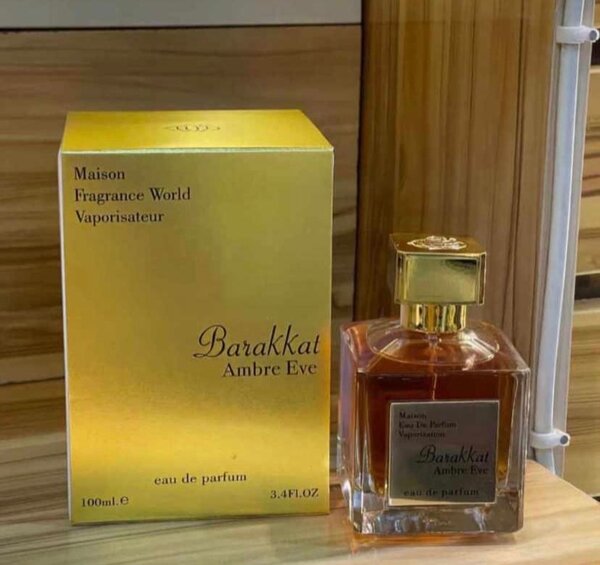 Maison
Fragrance World
Vaporisateur
Barakkat
Ambre Eve
eau de parfum
100ml.e
3.4Fl.OZ
Maison
Eau De Parfum
Vaporization
Barakkat
Ambre Eve
eau de parfum